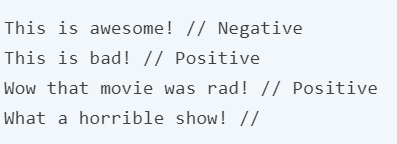 This is awesome! // Negative
This is bad! // Positive
Wow that movie was rad! // Positive
What a horrible show! //